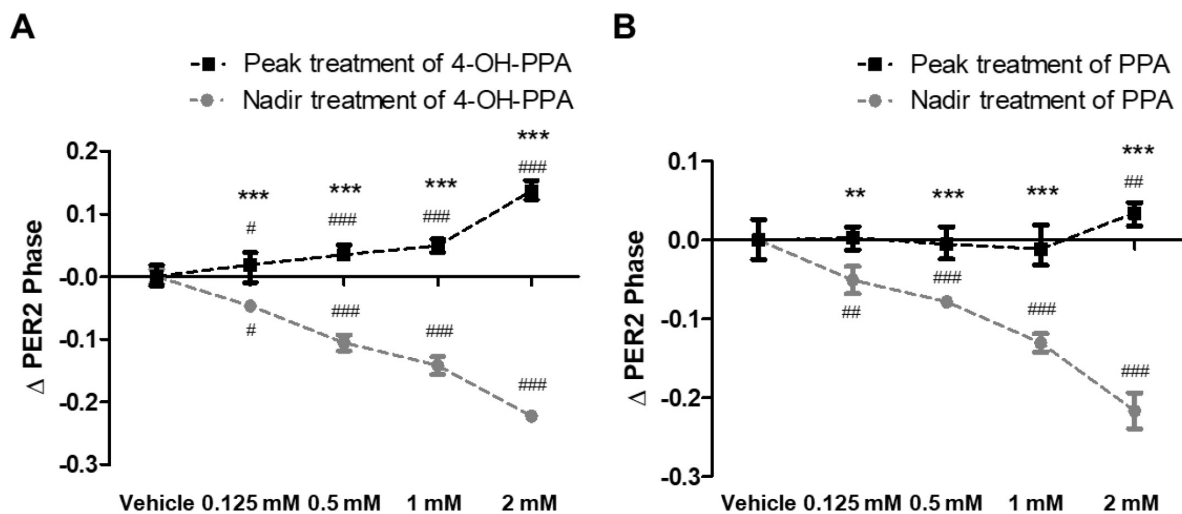 A
Peak treatment of 4-OH-PPA
Nadir treatment of 4-OH-PPA
Δ PER2 Phase
0.2
0.1
-0.0
-0.1
-0.2
-0.3
*** *** *** ***
# ### ### ###
# ### ### ###
Vehicle 0.125 mM 0.5 mM 1 mM 2 mM
B
Peak treatment of PPA
Nadir treatment of PPA
Δ PER2 Phase
0.1
0.0
-0.1
-0.2
-0.3
** *** *** ***
##
## ### ### ###
Vehicle 0.125 mM 0.5 mM 1 mM 2 mM